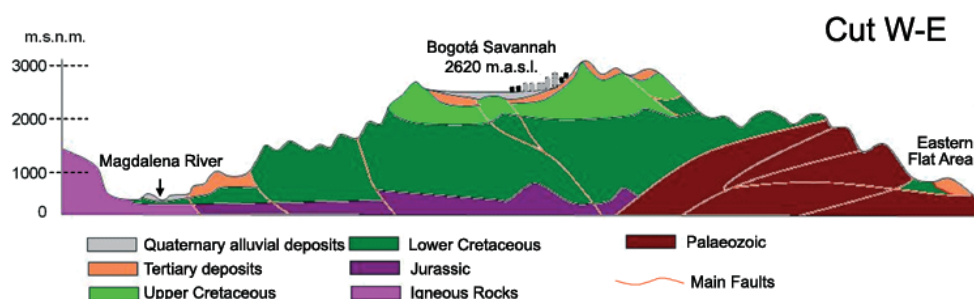 Cut W-E
m.s.n.m.
Bogotá Savannah
2620 m.a.s.l.
3000
2000
1000
0
Magdalena River
Eastern
Flat Area
Quaternary alluvial deposits
Lower Cretaceous
Palaeozoic
Tertiary deposits
Jurassic
Main Faults
Upper Cretaceous
Igneous Rocks